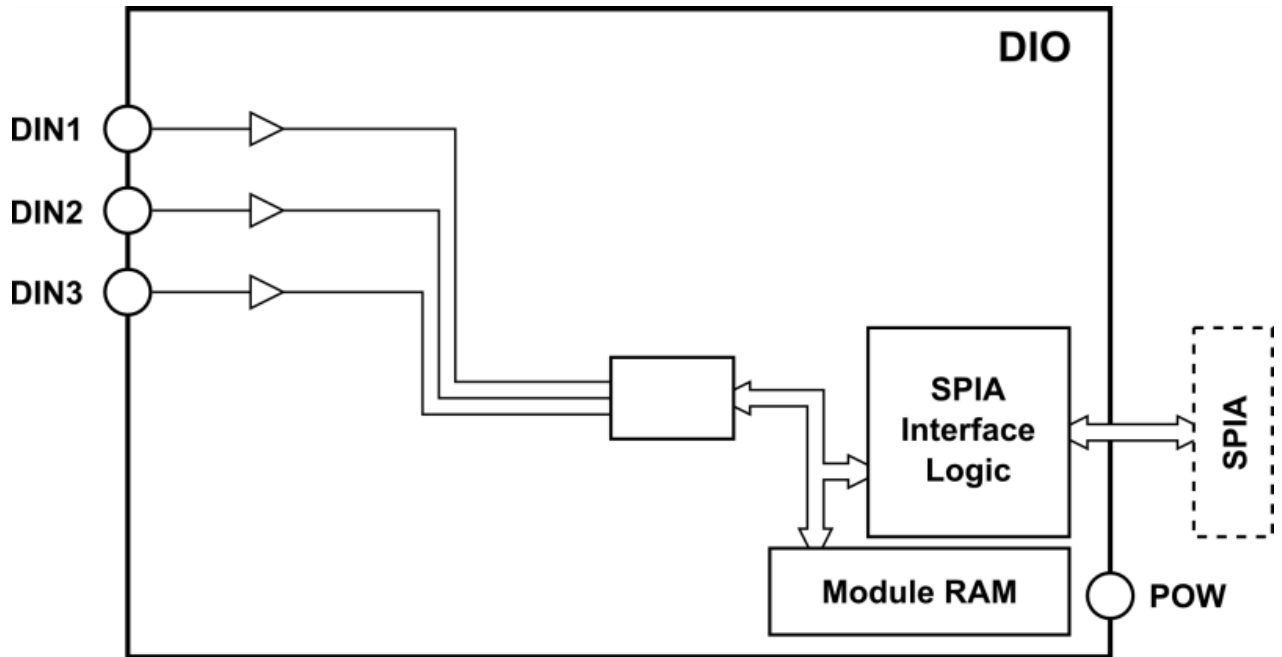 DIO
DIN1
DIN2
DIN3
SPIA
Interface
Logic
SPIA
Module RAM
POW